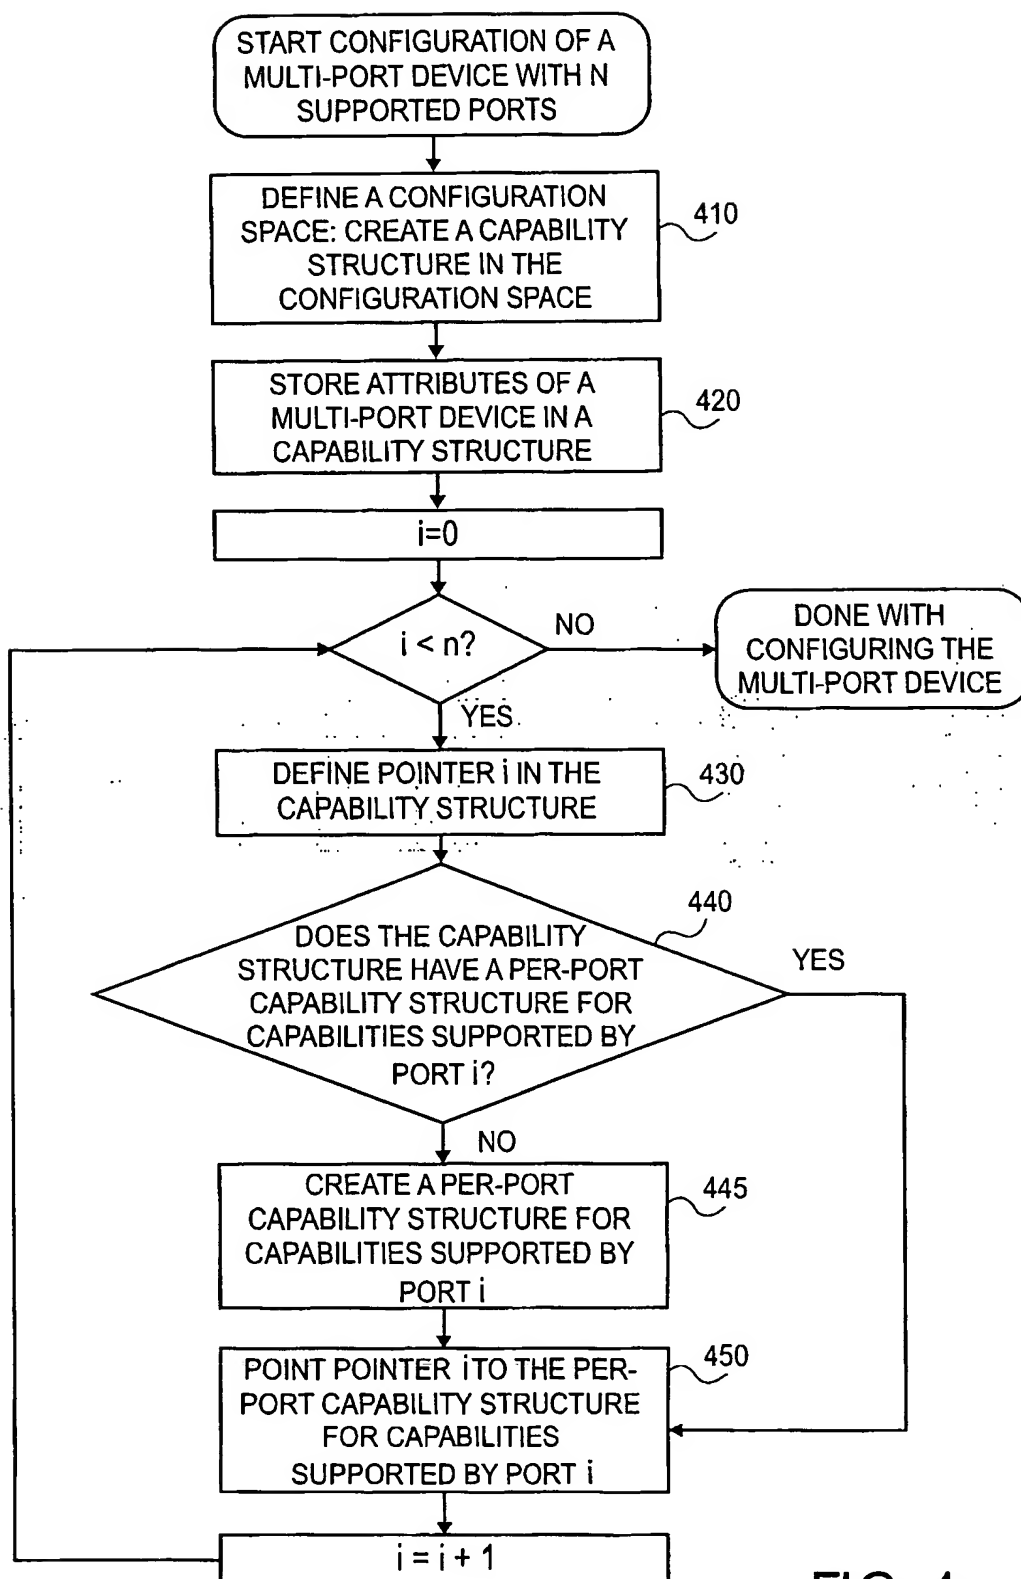 START CONFIGURATION OF A
MULTI-PORT DEVICE WITH N
SUPPORTED PORTS
DEFINE A CONFIGURATION
SPACE: CREATE A CAPABILITY
STRUCTURE IN THE
CONFIGURATION SPACE
410
STORE ATTRIBUTES OF A
MULTI-PORT DEVICE IN A
CAPABILITY STRUCTURE
420
i=0
i < n?
NO
DONE WITH
CONFIGURING THE
MULTI-PORT DEVICE
YES
DEFINE POINTER i IN THE
CAPABILITY STRUCTURE
430
440
DOES THE CAPABILITY
STRUCTURE HAVE A PER-PORT
CAPABILITY STRUCTURE FOR
CAPABILITIES SUPPORTED BY
PORT i?
YES
NO
CREATE A PER-PORT
CAPABILITY STRUCTURE FOR
CAPABILITIES SUPPORTED BY
PORT i
445
POINT POINTER i TO THE PER-
PORT CAPABILITY STRUCTURE
FOR CAPABILITIES
SUPPORTED BY PORT i
450
i = i + 1